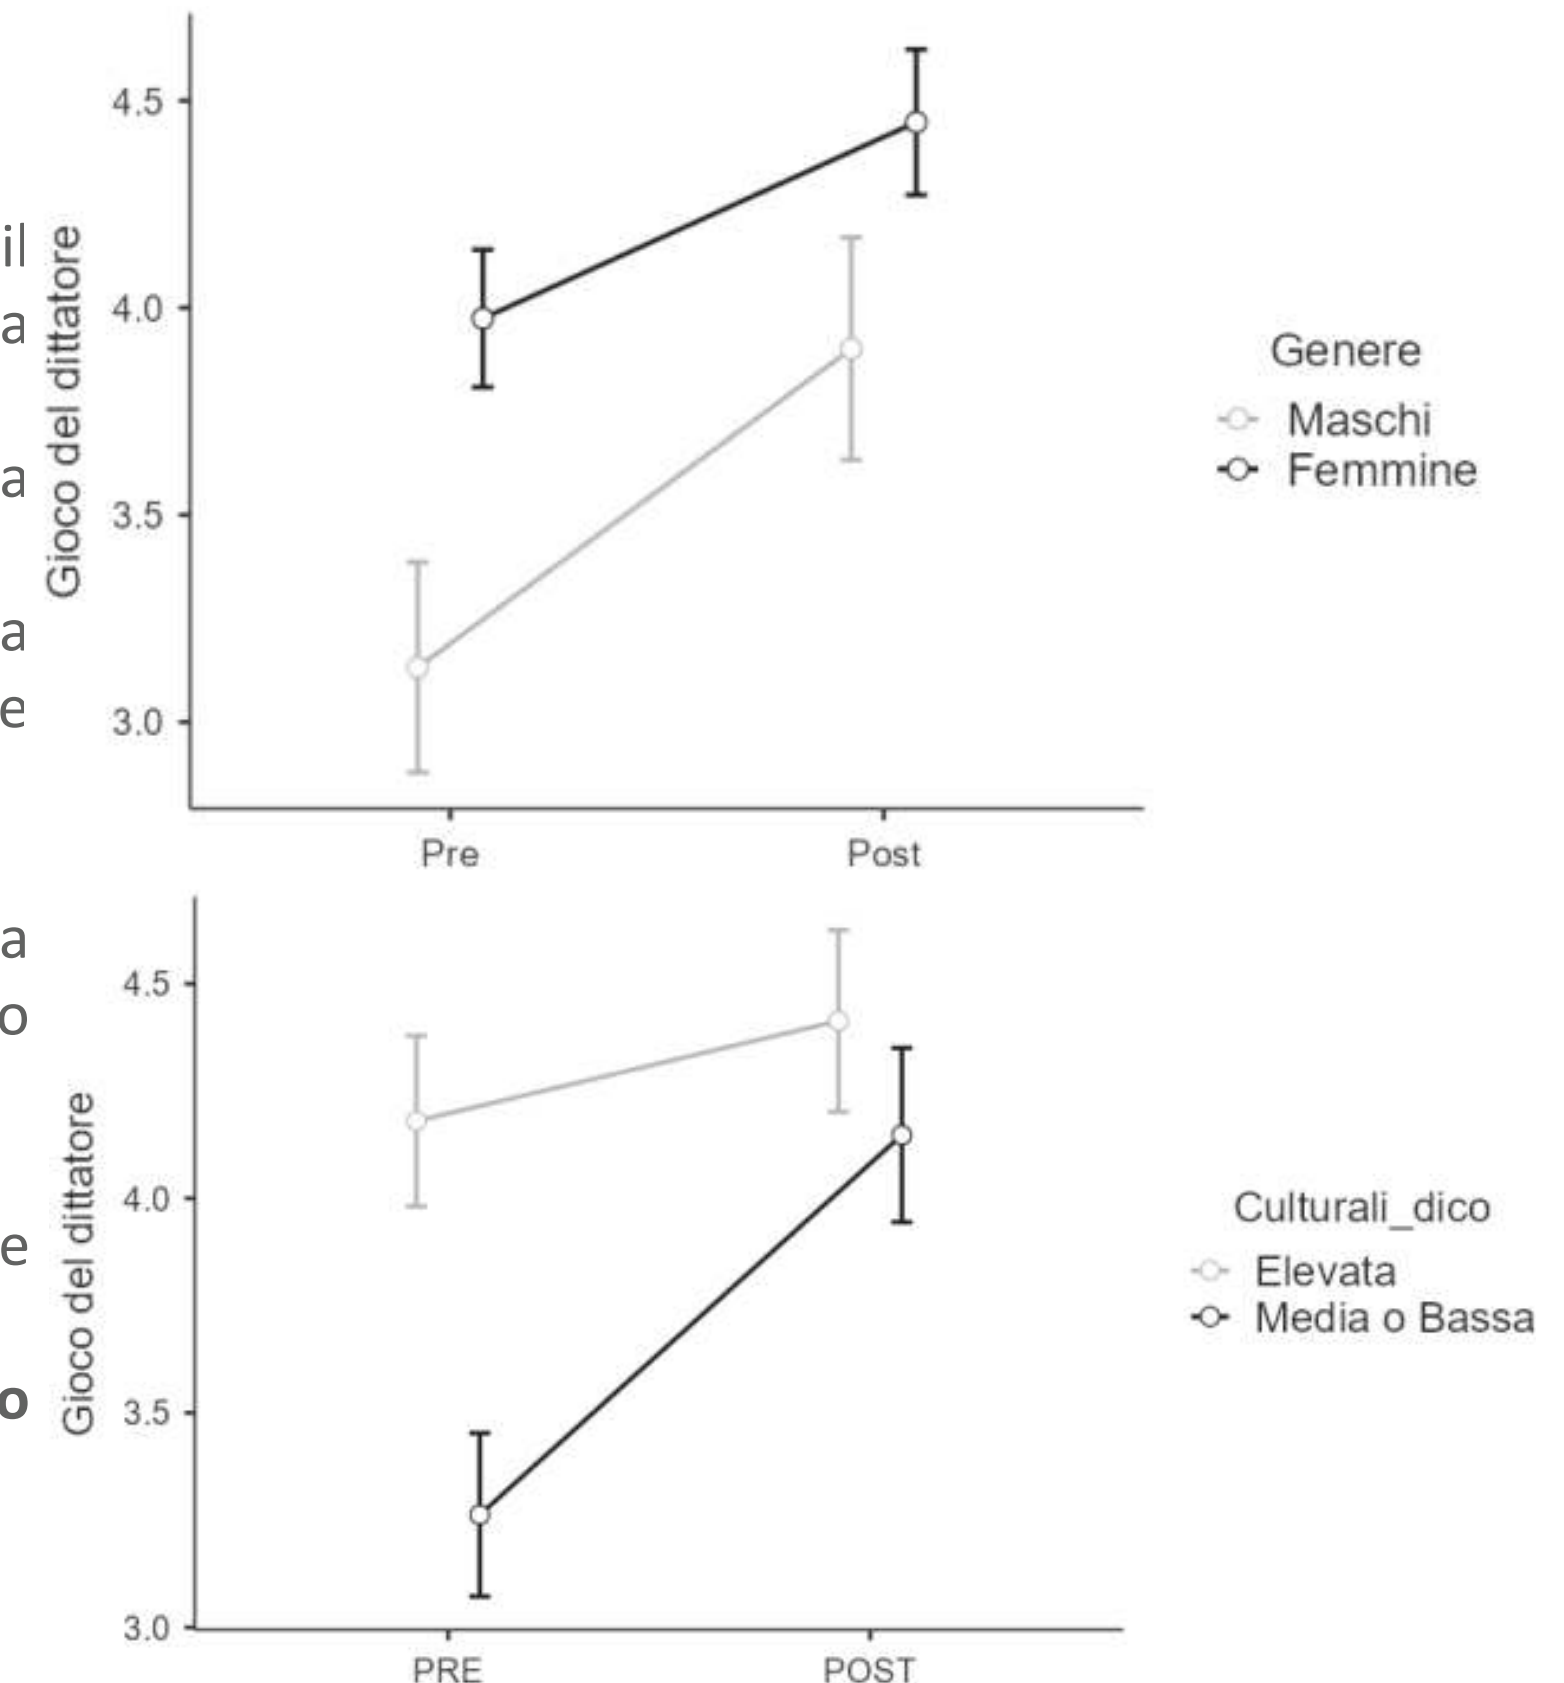 4.5
4.0
3.5
3.0
Gioco del dittatore
Pre
Post
Genere
Maschi
Femmine
il
a
a
a
e
a
o
e
o
4.5
4.0
3.5
3.0
Gioco del dittatore
PRE
POST
Culturali_dico
Elevata
Media o Bassa